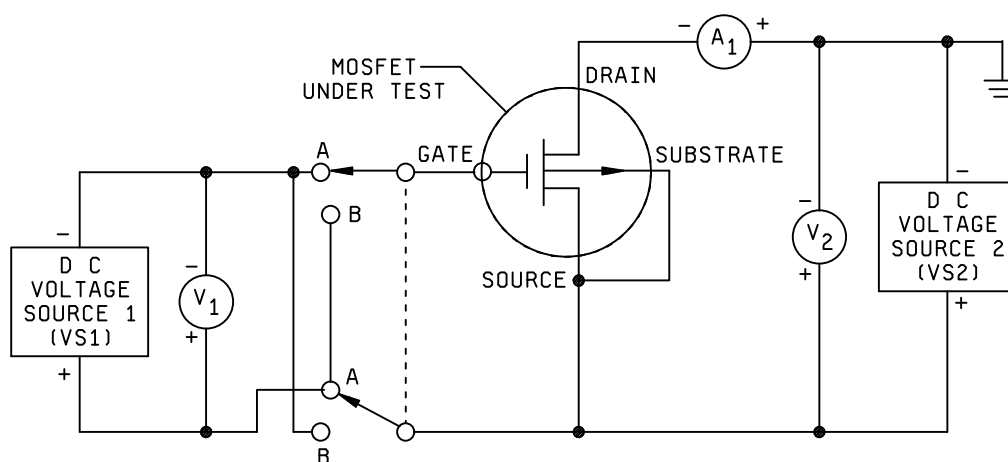 - A1 +
MOSFET
UNDER TEST
DRAIN
A
GATE
SUBSTRATE
B
-
-
D C
VOLTAGE
SOURCE 1
(VS1)
+
-
V1
+
SOURCE
-
V2
+
D C
VOLTAGE
SOURCE 2
(VS2)
+
A
B